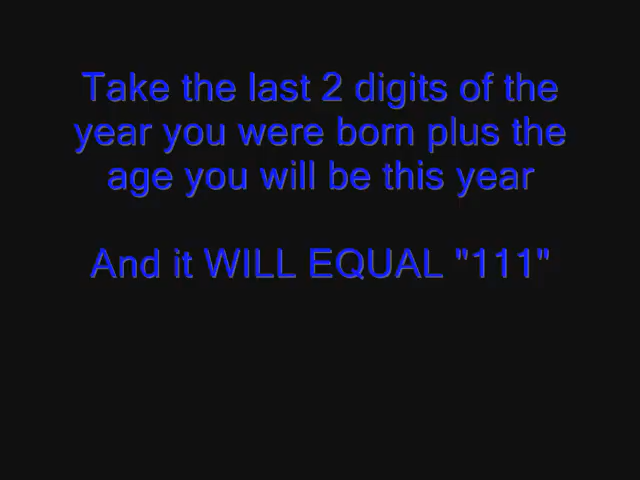 Take the last 2 digits of the
year you were born plus the
age you will be this year
And it WILL EQUAL "111"